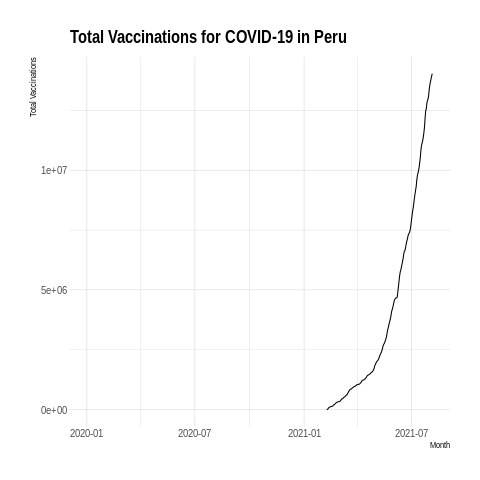 Total Vaccinations for COVID-19 in Peru
Total Vaccinations
1e+07
5e+06
0e+00
2020-01
2020-07
2021-01
2021-07
Month